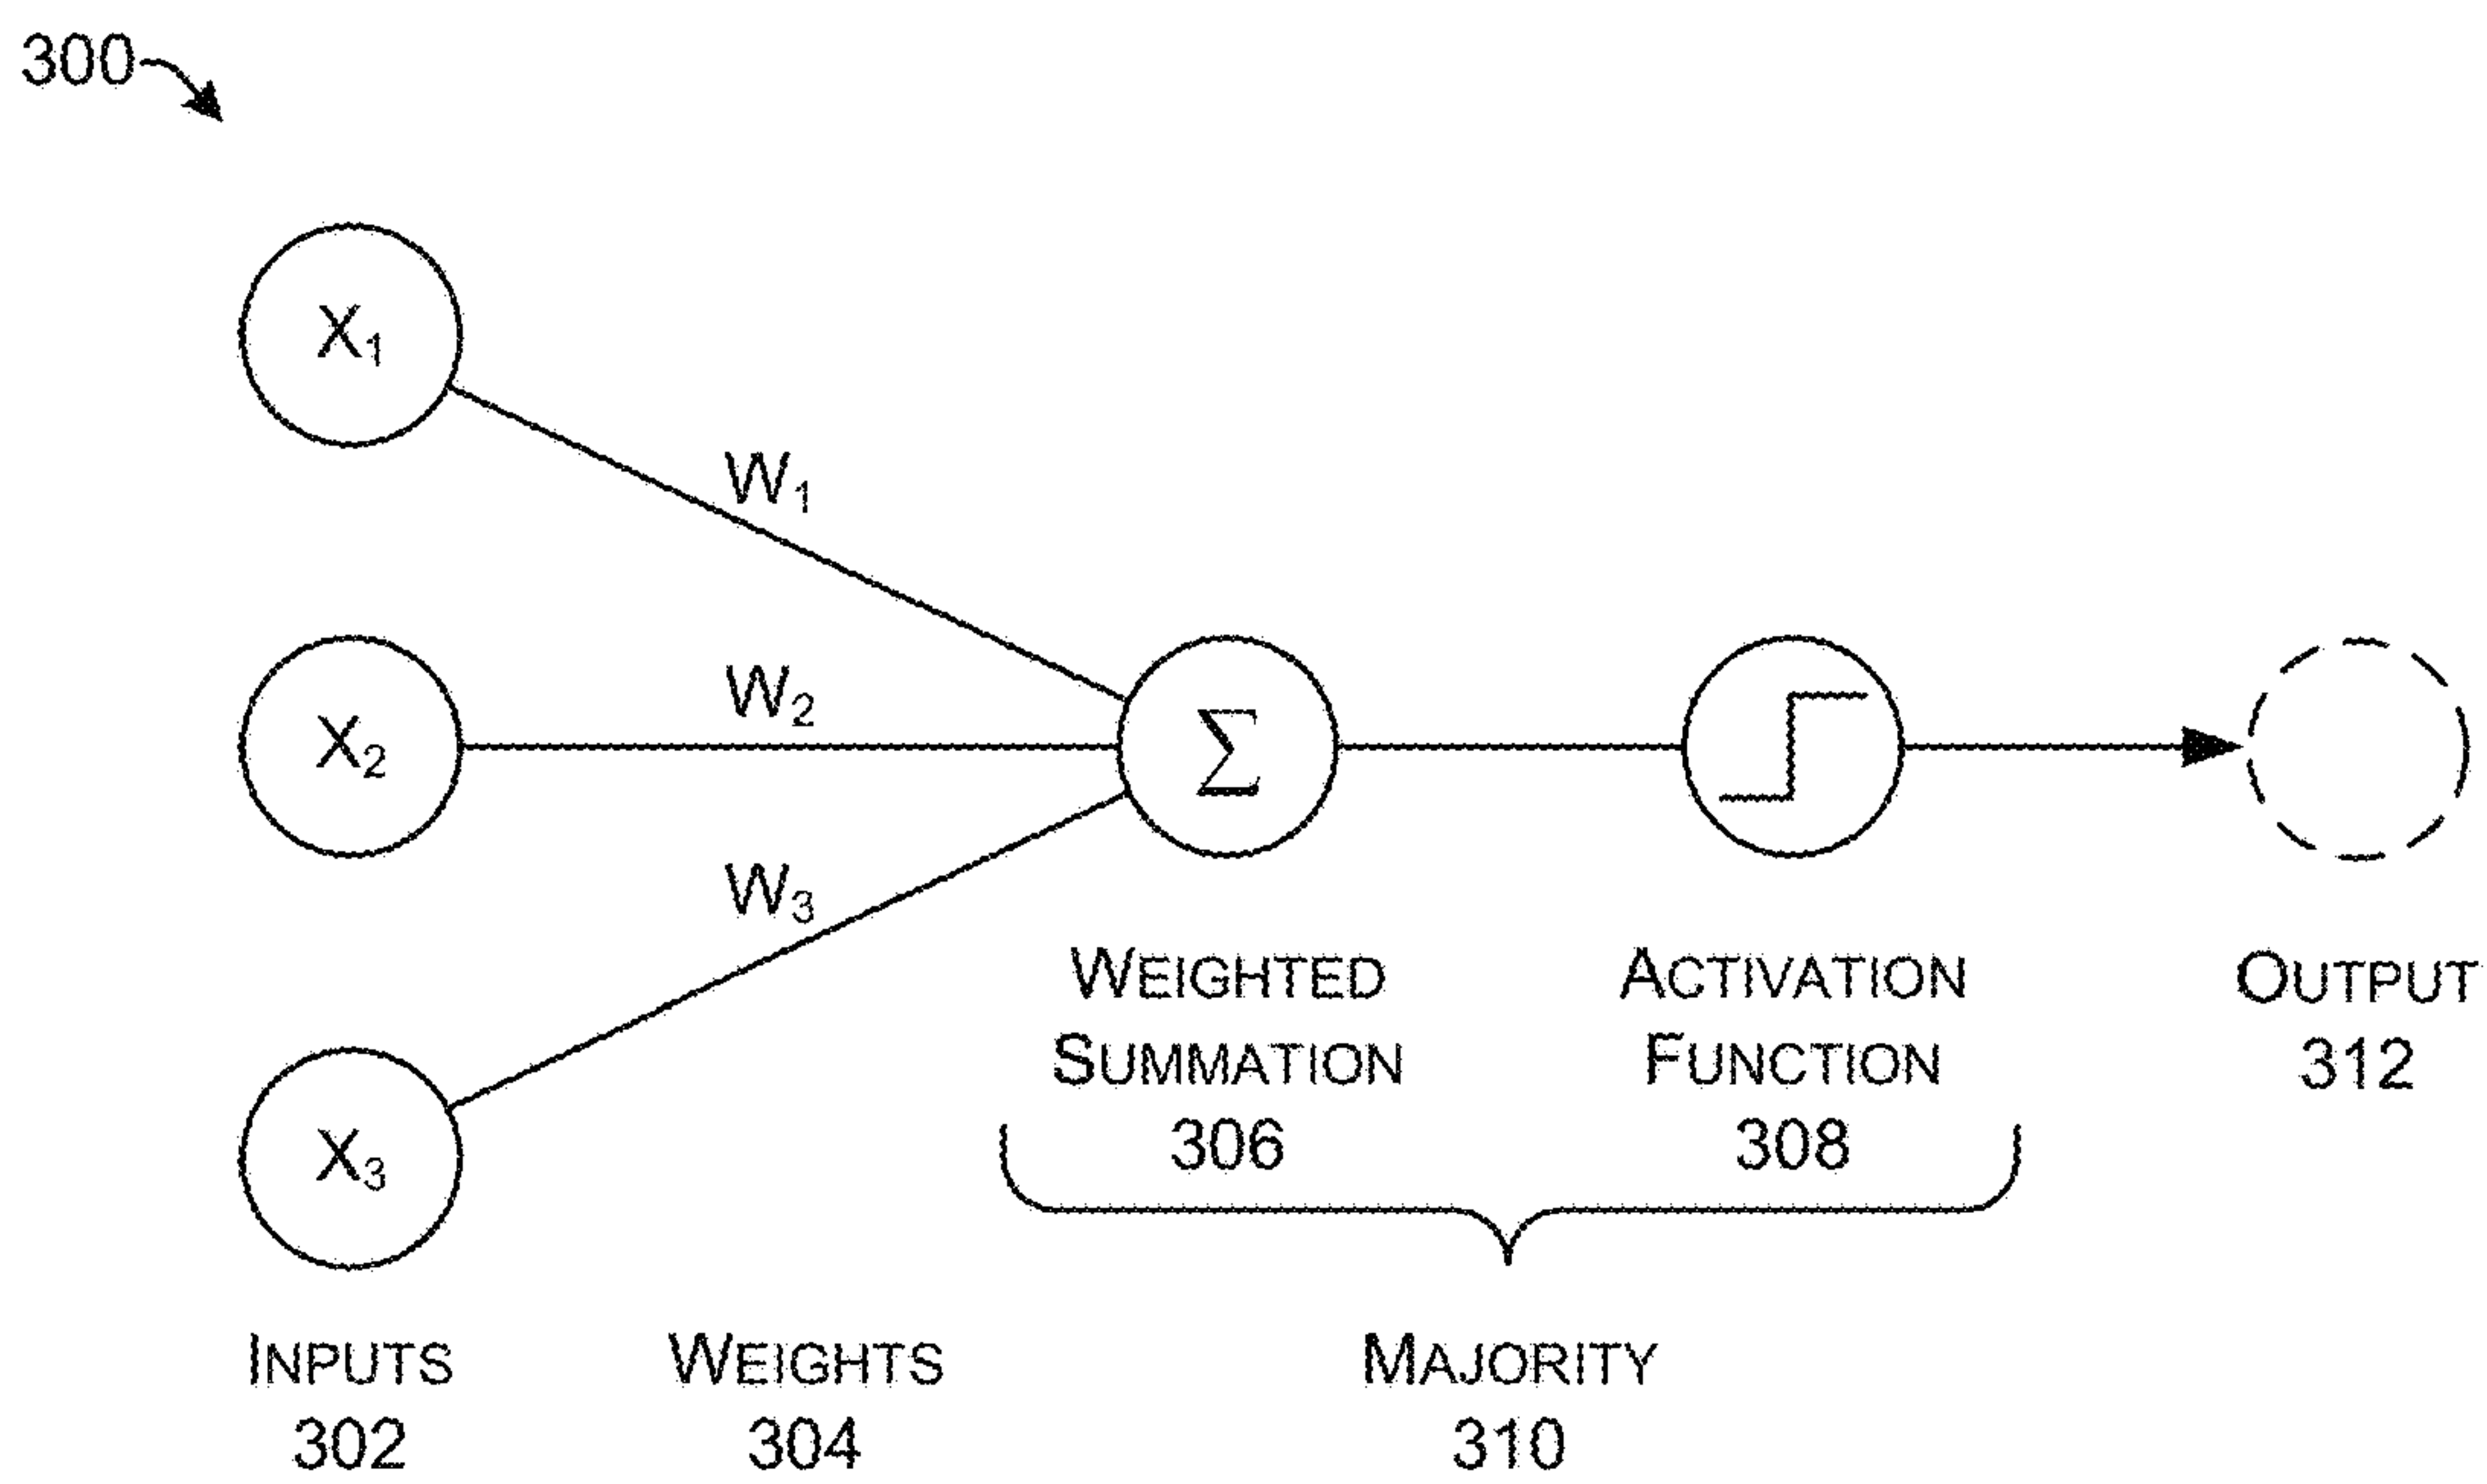 300
X1
W1
X2
W2
Σ
W3
X3
WEIGHTED
SUMMATION
306
ACTIVATION
FUNCTION
308
OUTPUT
312
INPUTS
302
WEIGHTS
304
MAJORITY
310